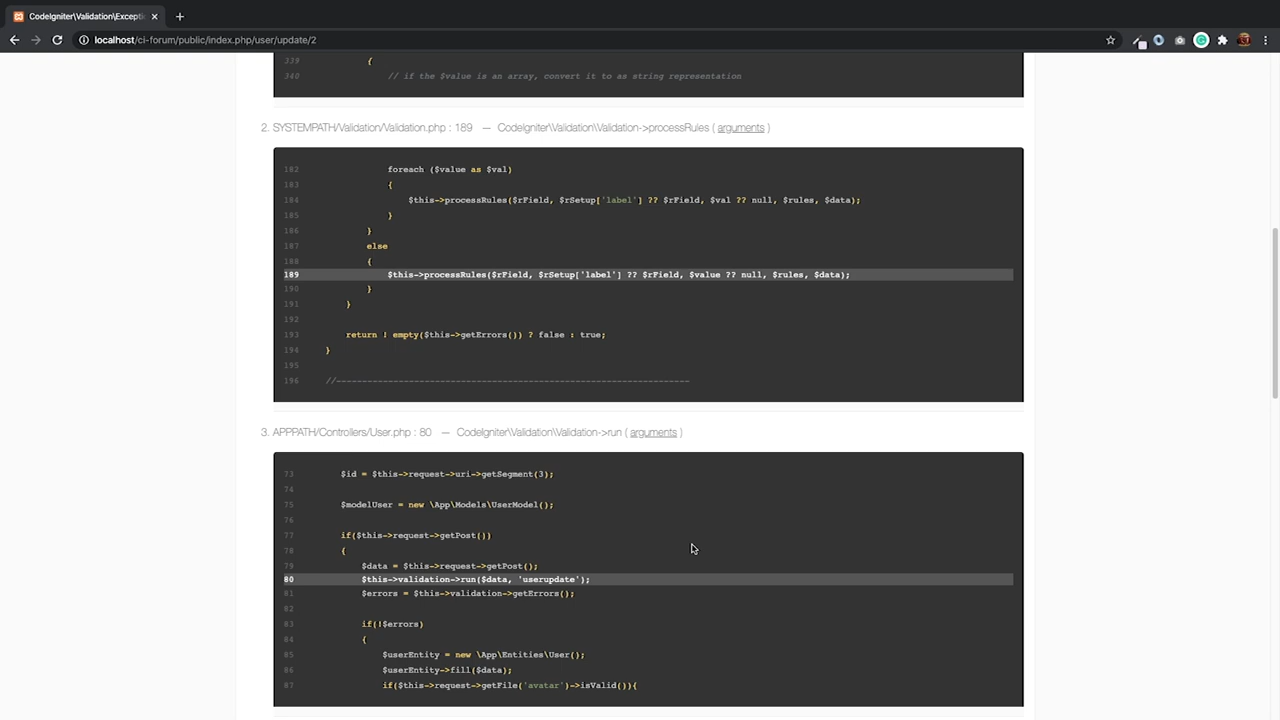 CodeIgniter\Validation\Excepti
localhost/ci-forum/public/index.php/user/update/2
339 {
340 // if the $value is an array, convert it to as string representation
2. SYSTEMPATH/Validation/Validation.php : 189 — CodeIgniter\Validation\Validation->processRules ( arguments )
182 foreach ($value as $val)
183 {
184 $this->processRules($rField, $rSetup['label'] ?? $rField, $val ?? null, $rules, $data);
185 }
186 }
187 else
188 {
189 $this->processRules($rField, $rSetup['label'] ?? $rField, $value ?? null, $rules, $data);
190 }
191 }
192
193 return ! empty($this->getErrors()) ? false : true;
194 }
195
196 //--------------------------------------------------------------------
3. APPPATH/Controllers/User.php : 80 — CodeIgniter\Validation\Validation->run ( arguments )
73 $id = $this->request->uri->getSegment(3);
74
75 $modelUser = new \App\Models\UserModel();
76
77 if($this->request->getPost())
78 {
79 $data = $this->request->getPost();
80 $this->validation->run($data, 'userupdate');
81 $errors = $this->validation->getErrors();
82
83 if(!$errors)
84 {
85 $userEntity = new \App\Entities\User();
86 $userEntity->fill($data);
87 if($this->request->getFile('avatar')->isValid()){